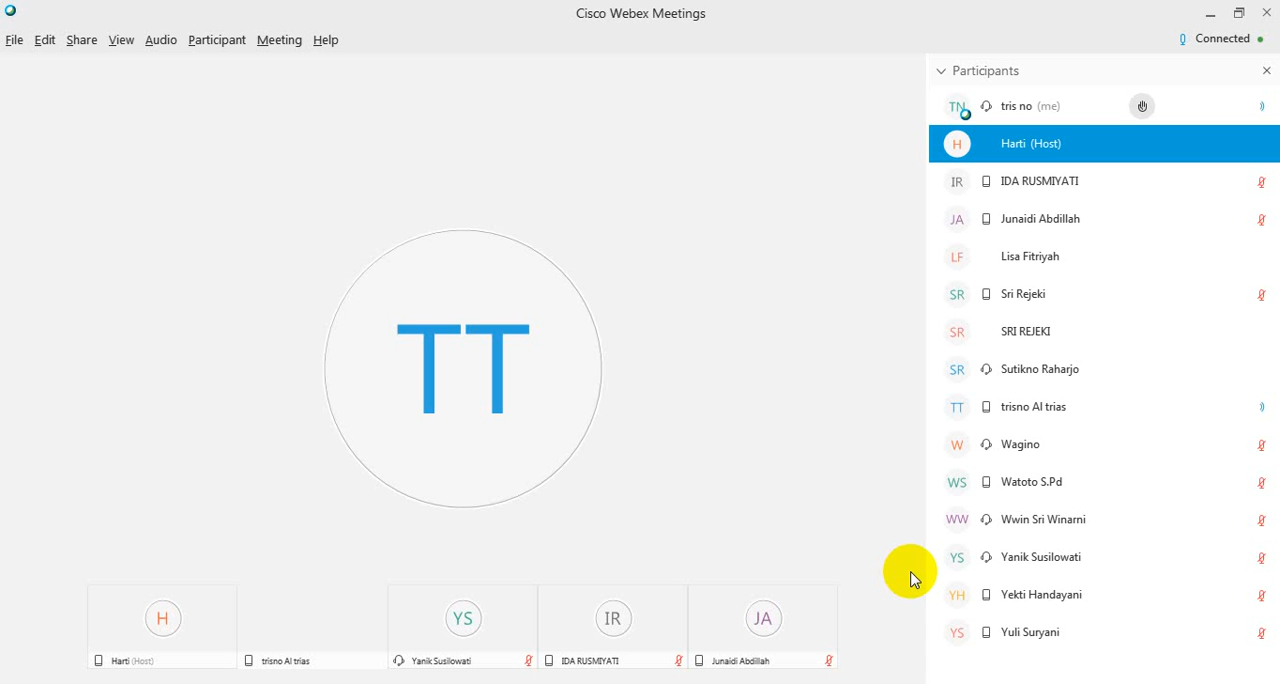 Cisco Webex Meetings
File Edit Share View Audio Participant Meeting Help
Connected
Participants
TN tris no (me)
H Harti (Host)
IR IDA RUSMIYATI
JA Junaidi Abdillah
LF Lisa Fitriyah
SR Sri Rejeki
SR SRI REJEKI
SR Sutikno Raharjo
TT trisno Al trias
W Wagino
WS Watoto S.Pd
WW Wwin Sri Winarni
YS Yanik Susilowati
YH Yekti Handayani
YS Yuli Suryani
TT
H YS IR JA
Harti (Host) trisno Al trias Yanik Susilowati IDA RUSMIYATI Junaidi Abdillah